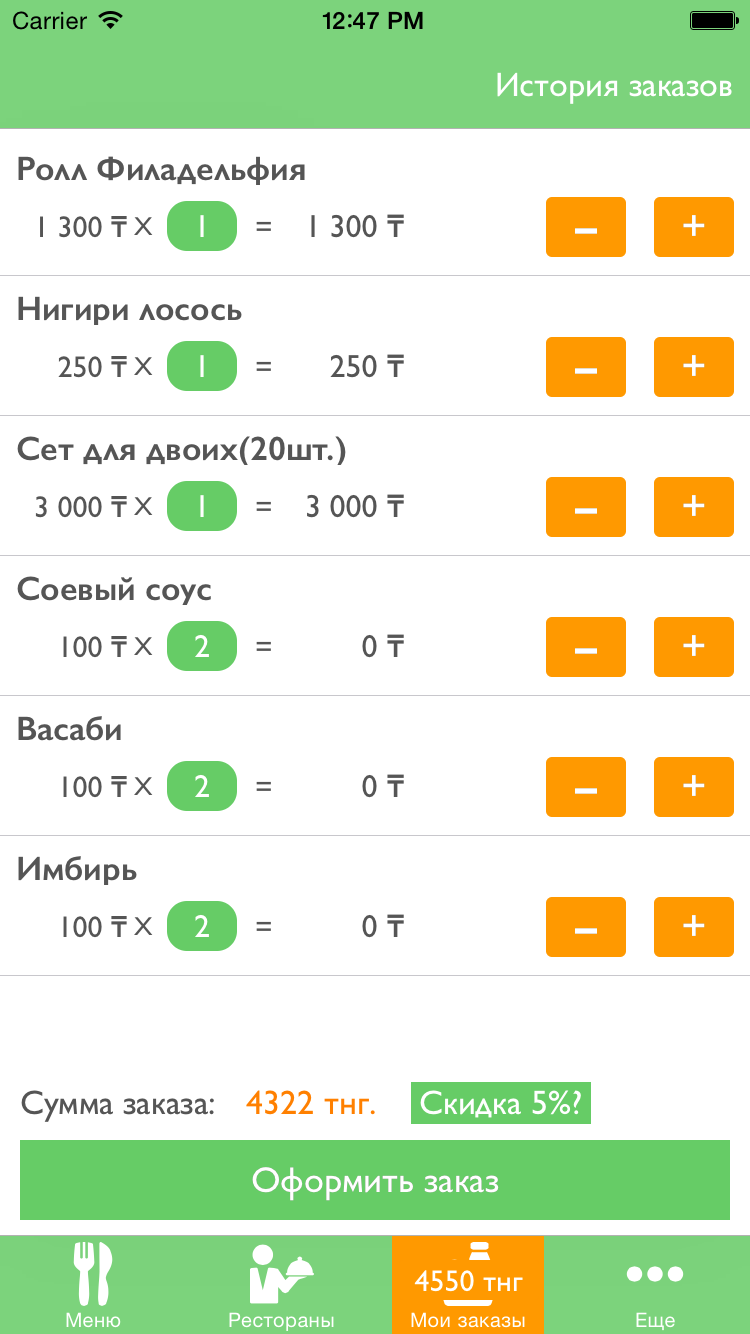 Carrier 12:47 PM
История заказов
Ролл Филадельфия
1 300 ₸ X 1 = 1 300 ₸
– +
Нигири лосось
250 ₸ X 1 = 250 ₸
– +
Сет для двоих(20шт.)
3 000 ₸ X 1 = 3 000 ₸
– +
Соевый соус
100 ₸ X 2 = 0 ₸
– +
Васаби
100 ₸ X 2 = 0 ₸
– +
Имбирь
100 ₸ X 2 = 0 ₸
– +
Сумма заказа: 4322 тнг. Скидка 5%?
Оформить заказ
4550 тнг
Меню Рестораны Мои заказы Еще